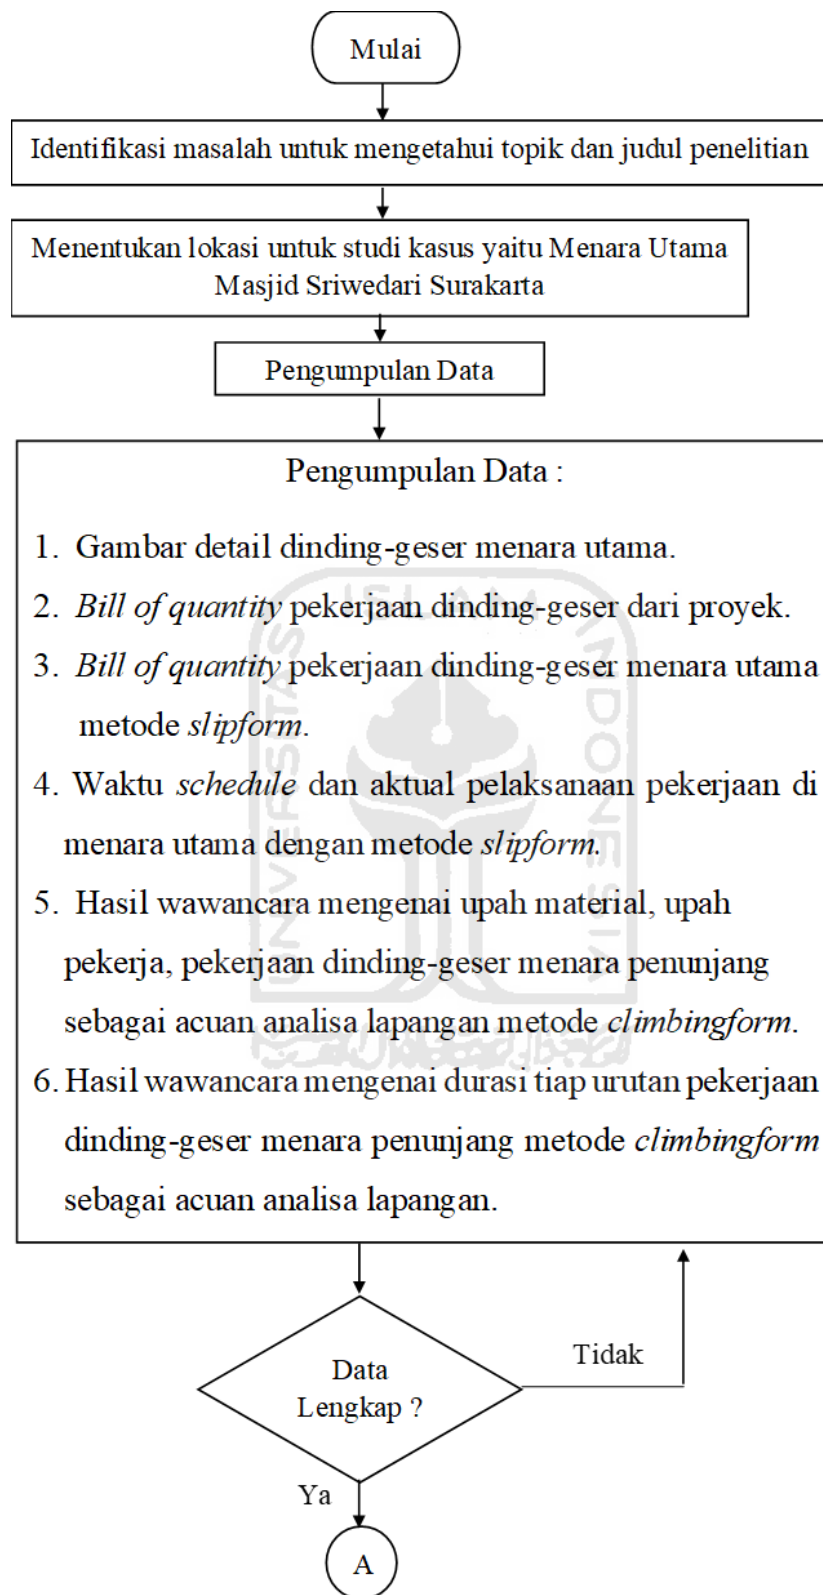 Mulai
Identifikasi masalah untuk mengetahui topik dan judul penelitian
Menentukan lokasi untuk studi kasus yaitu Menara Utama
Masjid Sriwedari Surakarta
Pengumpulan Data
Pengumpulan Data :
1. Gambar detail dinding-geser menara utama.
2. Bill of quantity pekerjaan dinding-geser dari proyek.
3. Bill of quantity pekerjaan dinding-geser menara utama
metode slipform.
4. Waktu schedule dan aktual pelaksanaan pekerjaan di
menara utama dengan metode slipform.
5. Hasil wawancara mengenai upah material, upah
pekerja, pekerjaan dinding-geser menara penunjang
sebagai acuan analisa lapangan metode climbingform.
6. Hasil wawancara mengenai durasi tiap urutan pekerjaan
dinding-geser menara penunjang metode climbingform
sebagai acuan analisa lapangan.
Data
Lengkap ?
Tidak
Ya
A
UNIVERSITAS
ISLAM
INDONESIA